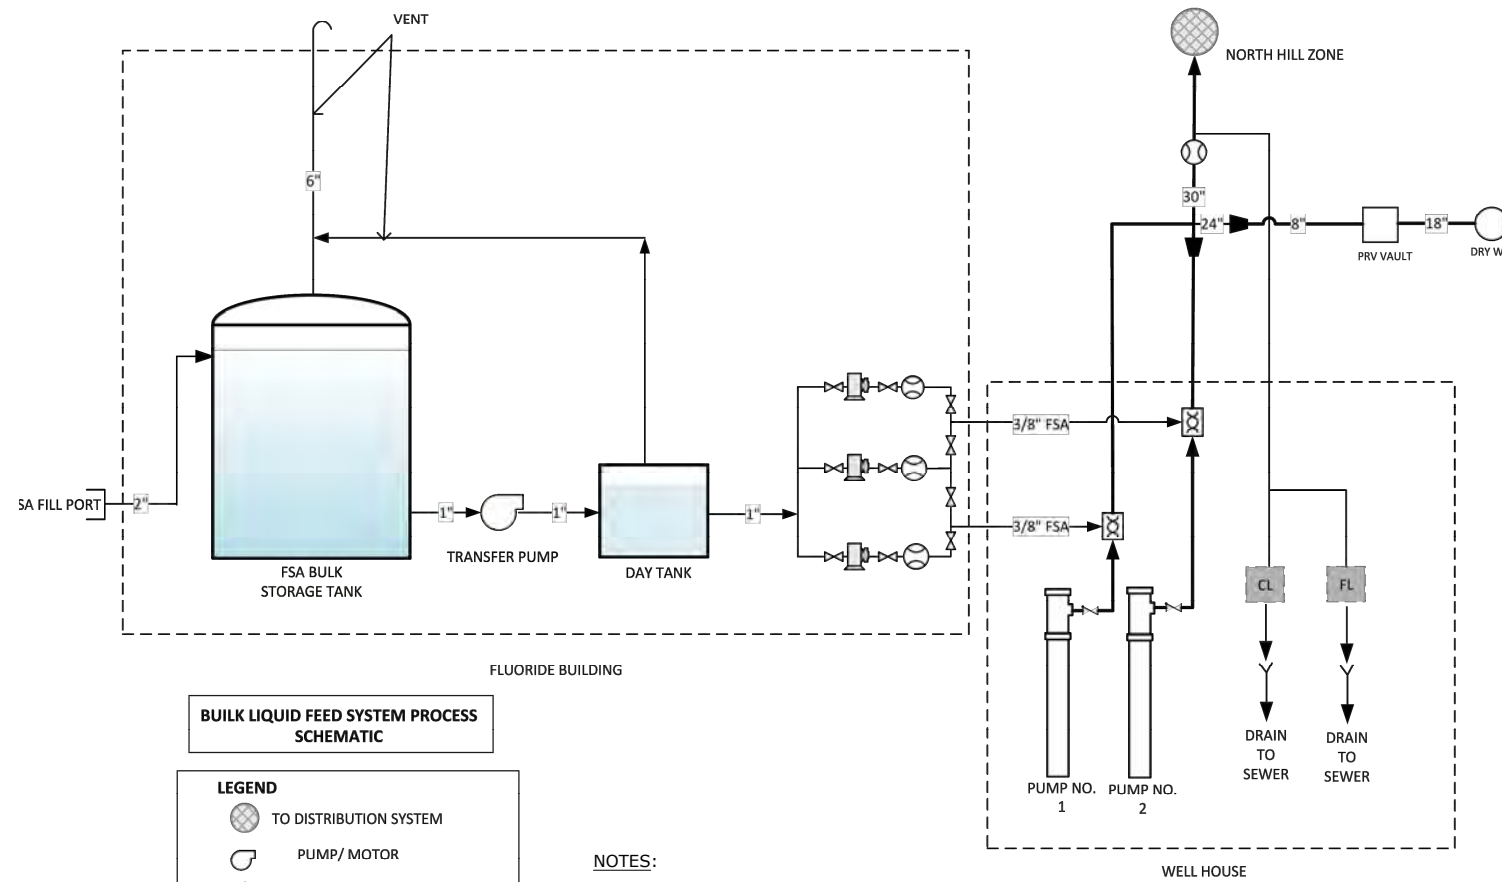 VENT
NORTH HILL ZONE
6"
30"
24"
8"
18"
PRV VAULT
DRY W
SA FILL PORT
2"
1"
1"
1"
3/8" FSA
3/8" FSA
TRANSFER PUMP
FSA BULK
STORAGE TANK
DAY TANK
CL
FL
FLUORIDE BUILDING
BUILK LIQUID FEED SYSTEM PROCESS
SCHEMATIC
DRAIN
TO
SEWER
DRAIN
TO
SEWER
PUMP NO.
1
PUMP NO.
2
LEGEND
TO DISTRIBUTION SYSTEM
PUMP/ MOTOR
NOTES:
WELL HOUSE